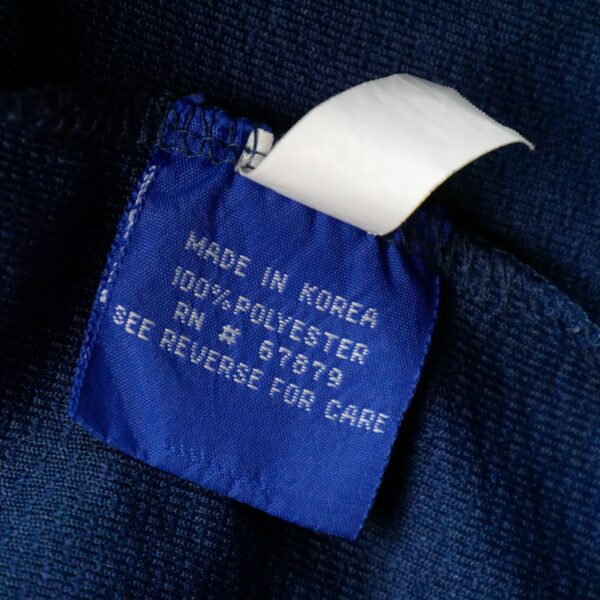 MADE IN KOREA
100% POLYESTER
RN # 67879
SEE REVERSE FOR CARE